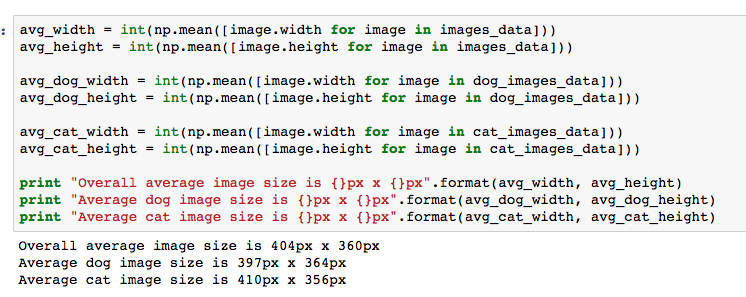 : avg_width = int(np.mean([image.width for image in images_data]))
avg_height = int(np.mean([image.height for image in images_data]))
avg_dog_width = int(np.mean([image.width for image in dog_images_data]))
avg_dog_height = int(np.mean([image.height for image in dog_images_data]))
avg_cat_width = int(np.mean([image.width for image in cat_images_data]))
avg_cat_height = int(np.mean([image.height for image in cat_images_data]))
print "Overall average image size is {}px x {}px".format(avg_width, avg_height)
print "Average dog image size is {}px x {}px".format(avg_dog_width, avg_dog_height)
print "Average cat image size is {}px x {}px".format(avg_cat_width, avg_cat_height)
Overall average image size is 404px x 360px
Average dog image size is 397px x 364px
Average cat image size is 410px x 356px